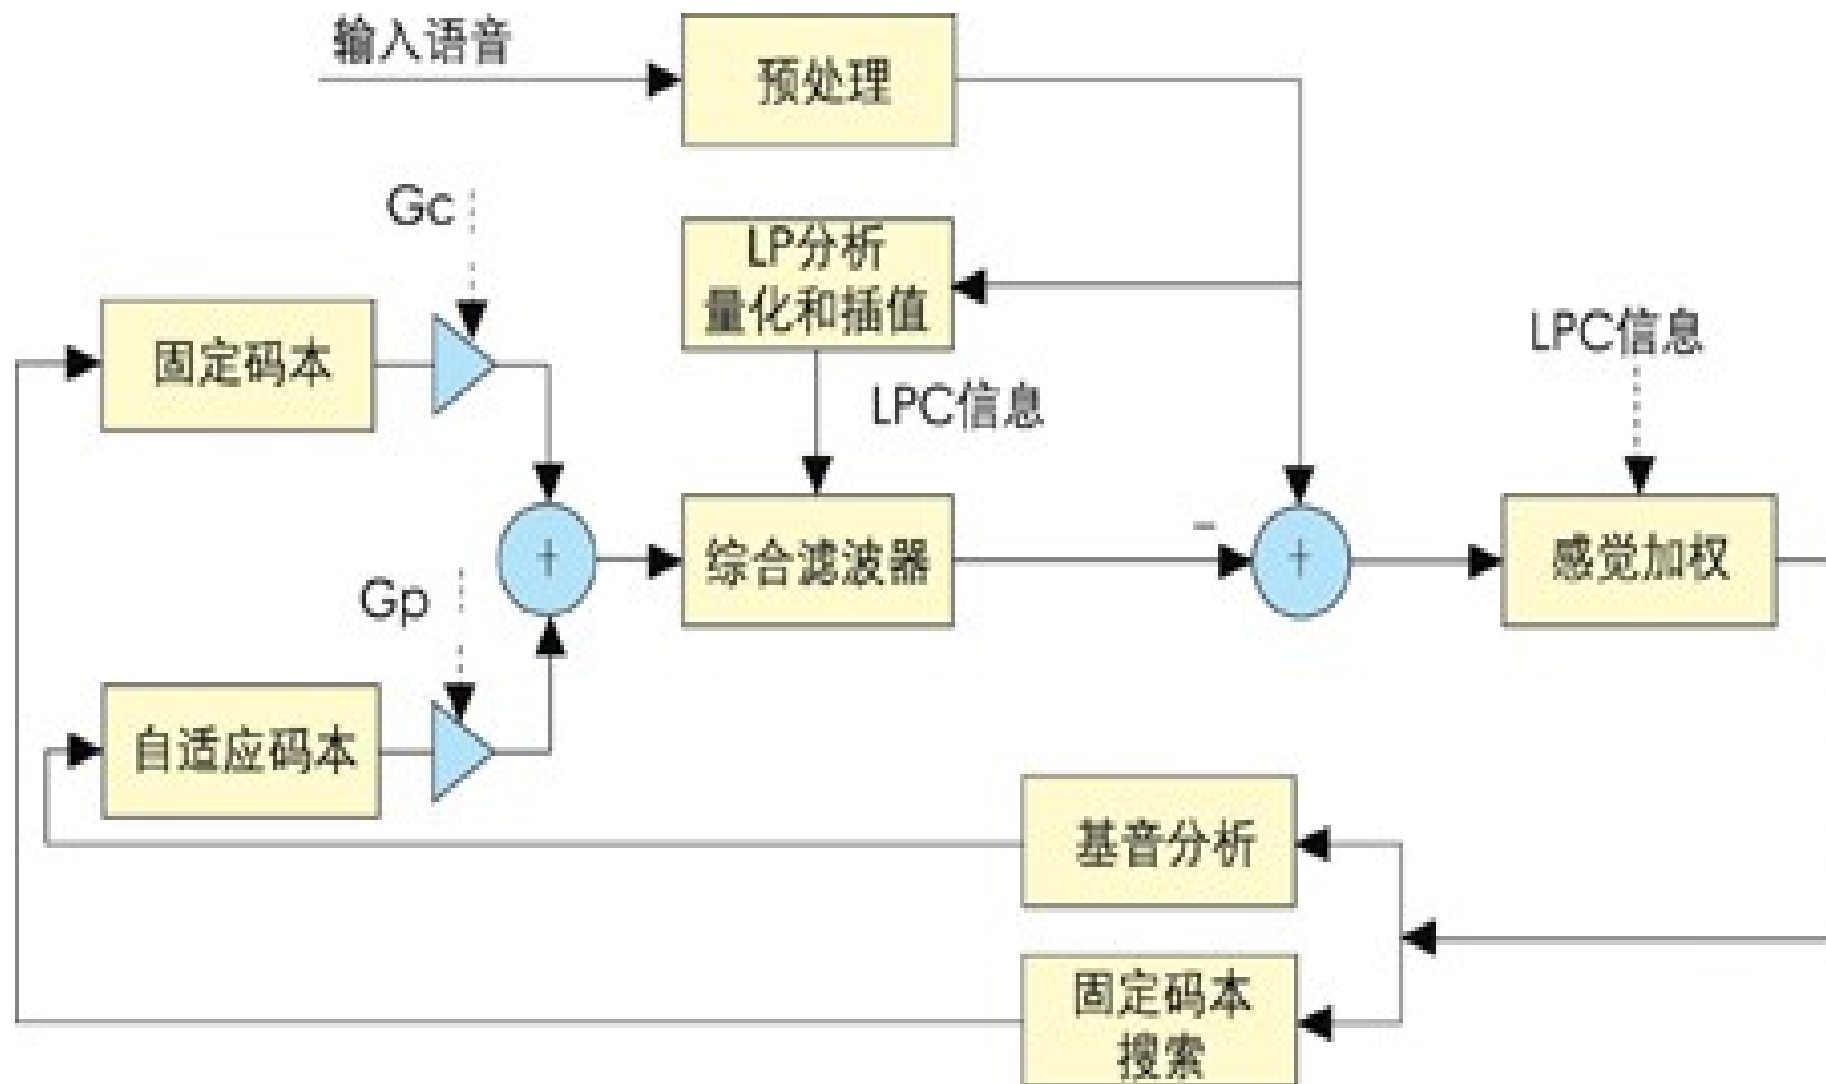 输入语音
预处理
Gc
LP分析
量化和插值
固定码本
LPC信息
LPC信息
+
综合滤波器
-
+
感觉加权
Gp
自适应码本
基音分析
固定码本
搜索